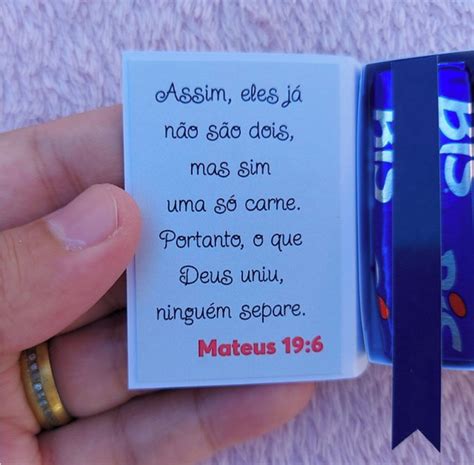 Assim, eles já
não são dois,
mas sim
uma só carne.
Portanto, o que
Deus uniu,
ninguém separe.
Mateus 19:6
BIS
BIS